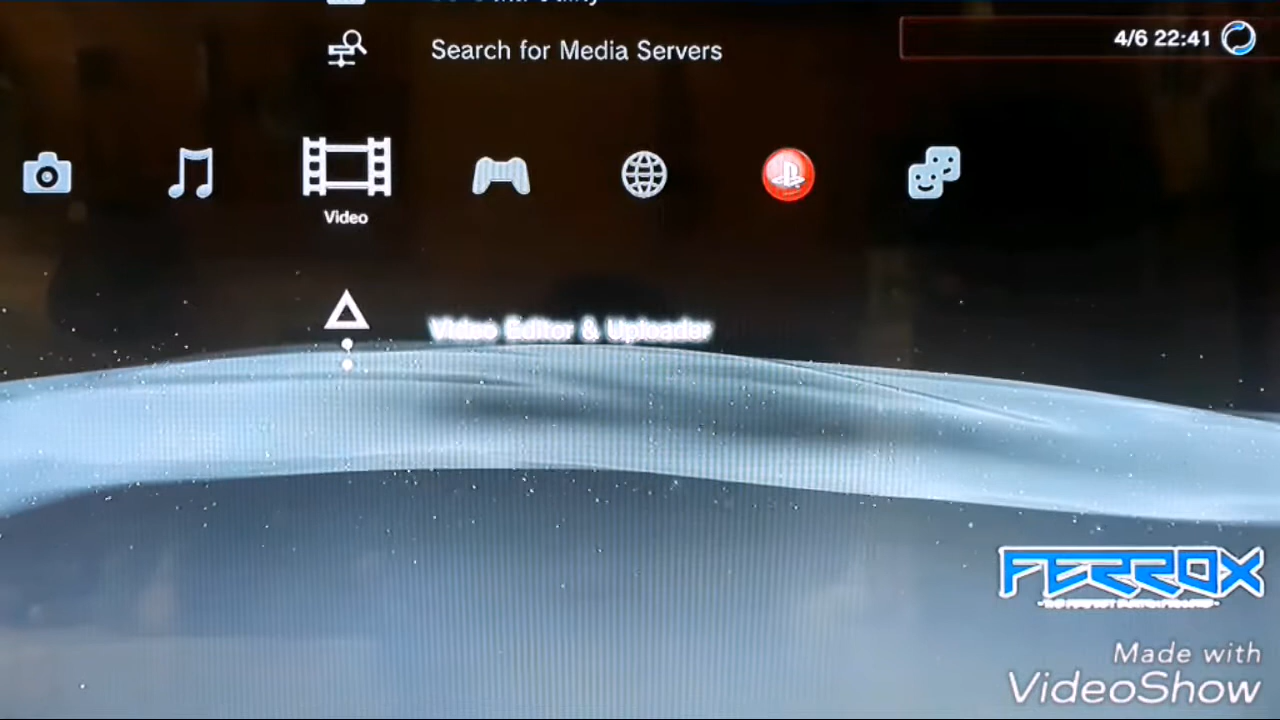 Search for Media Servers
4/6 22:41
Video
Video Editor & Uploader
FERROX
Made with
VideoShow